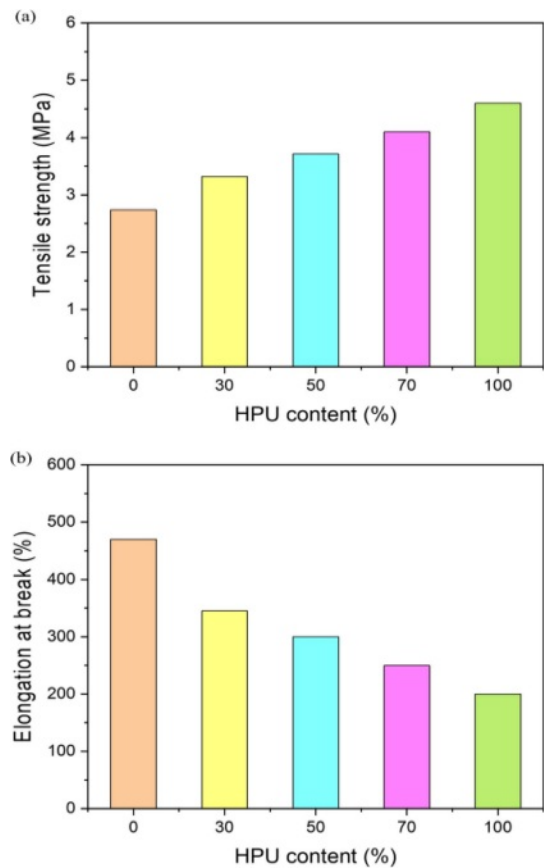 (a)
Tensile strength (MPa)
6
5
4
3
2
1
0
0 30 50 70 100
HPU content (%)
(b)
Elongation at break (%)
600
500
400
300
200
100
0
0 30 50 70 100
HPU content (%)